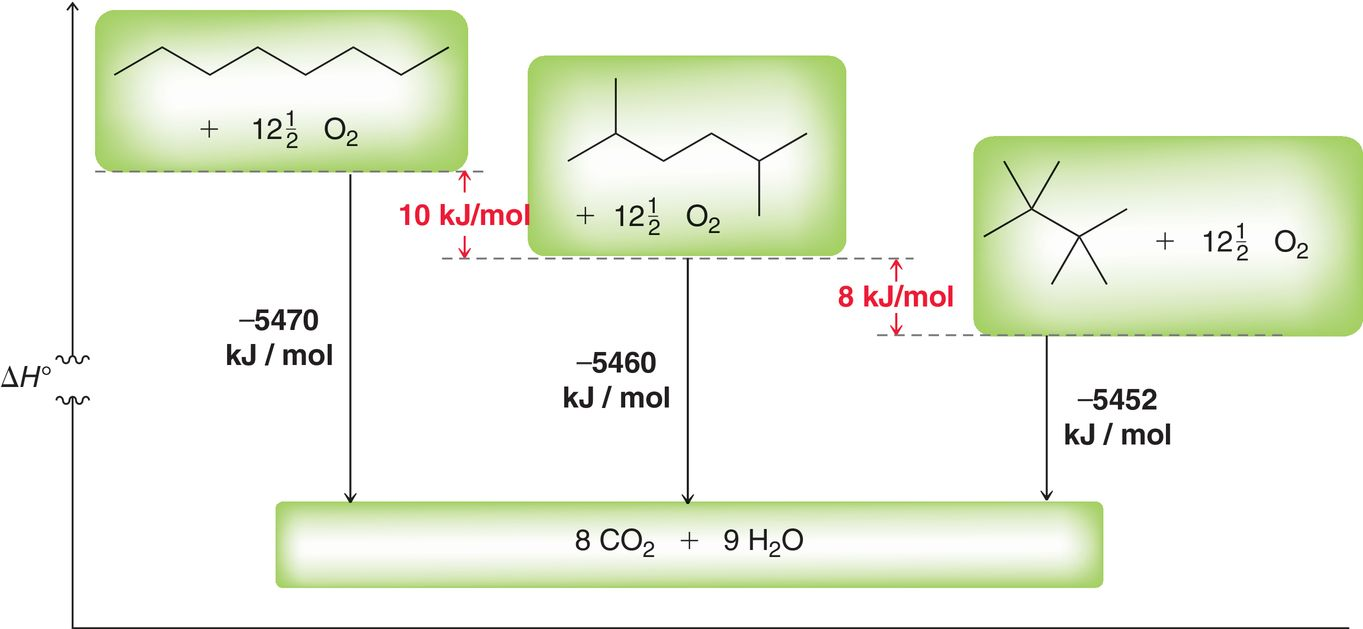 + 12½ O₂
10 kJ/mol
+ 12½ O₂
8 kJ/mol
+ 12½ O₂
–5470
kJ / mol
–5460
kJ / mol
–5452
kJ / mol
ΔH°
8 CO₂ + 9 H₂O